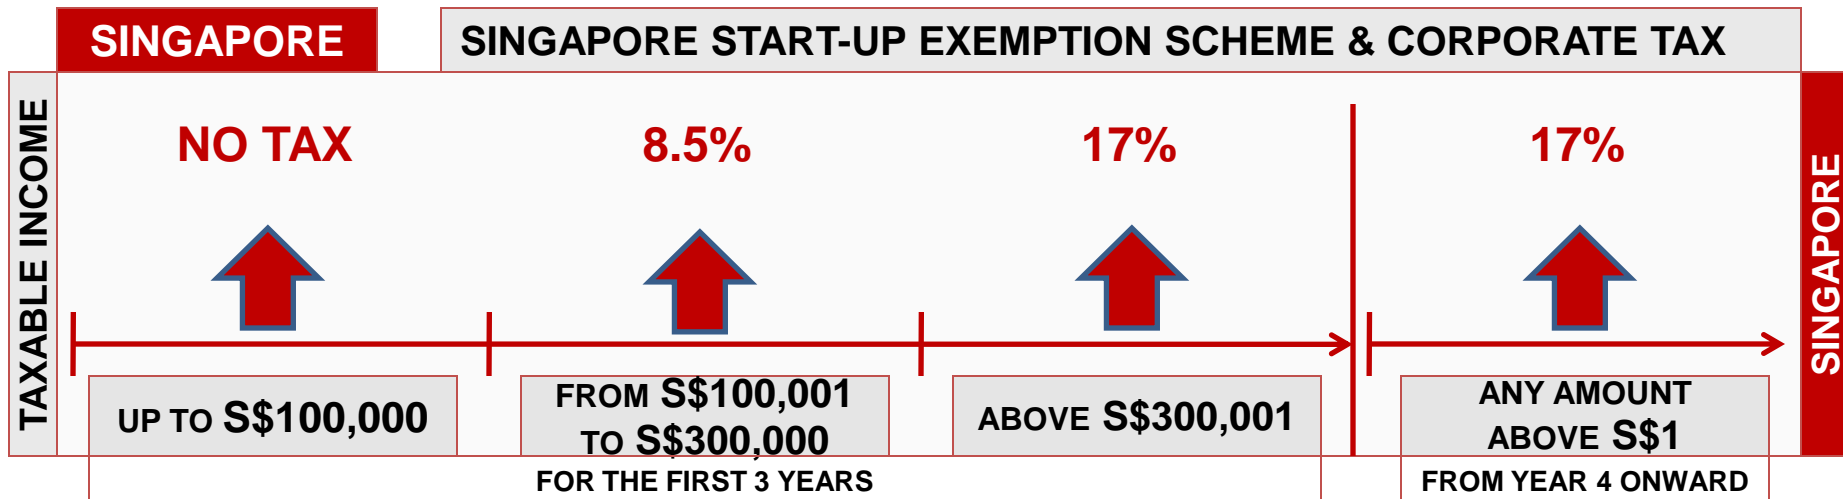 SINGAPORE
SINGAPORE START-UP EXEMPTION SCHEME & CORPORATE TAX
TAXABLE INCOME
NO TAX
8.5%
17%
17%
SINGAPORE
UP TO S$100,000
FROM S$100,001
TO S$300,000
ABOVE S$300,001
ANY AMOUNT
ABOVE S$1
FOR THE FIRST 3 YEARS
FROM YEAR 4 ONWARD